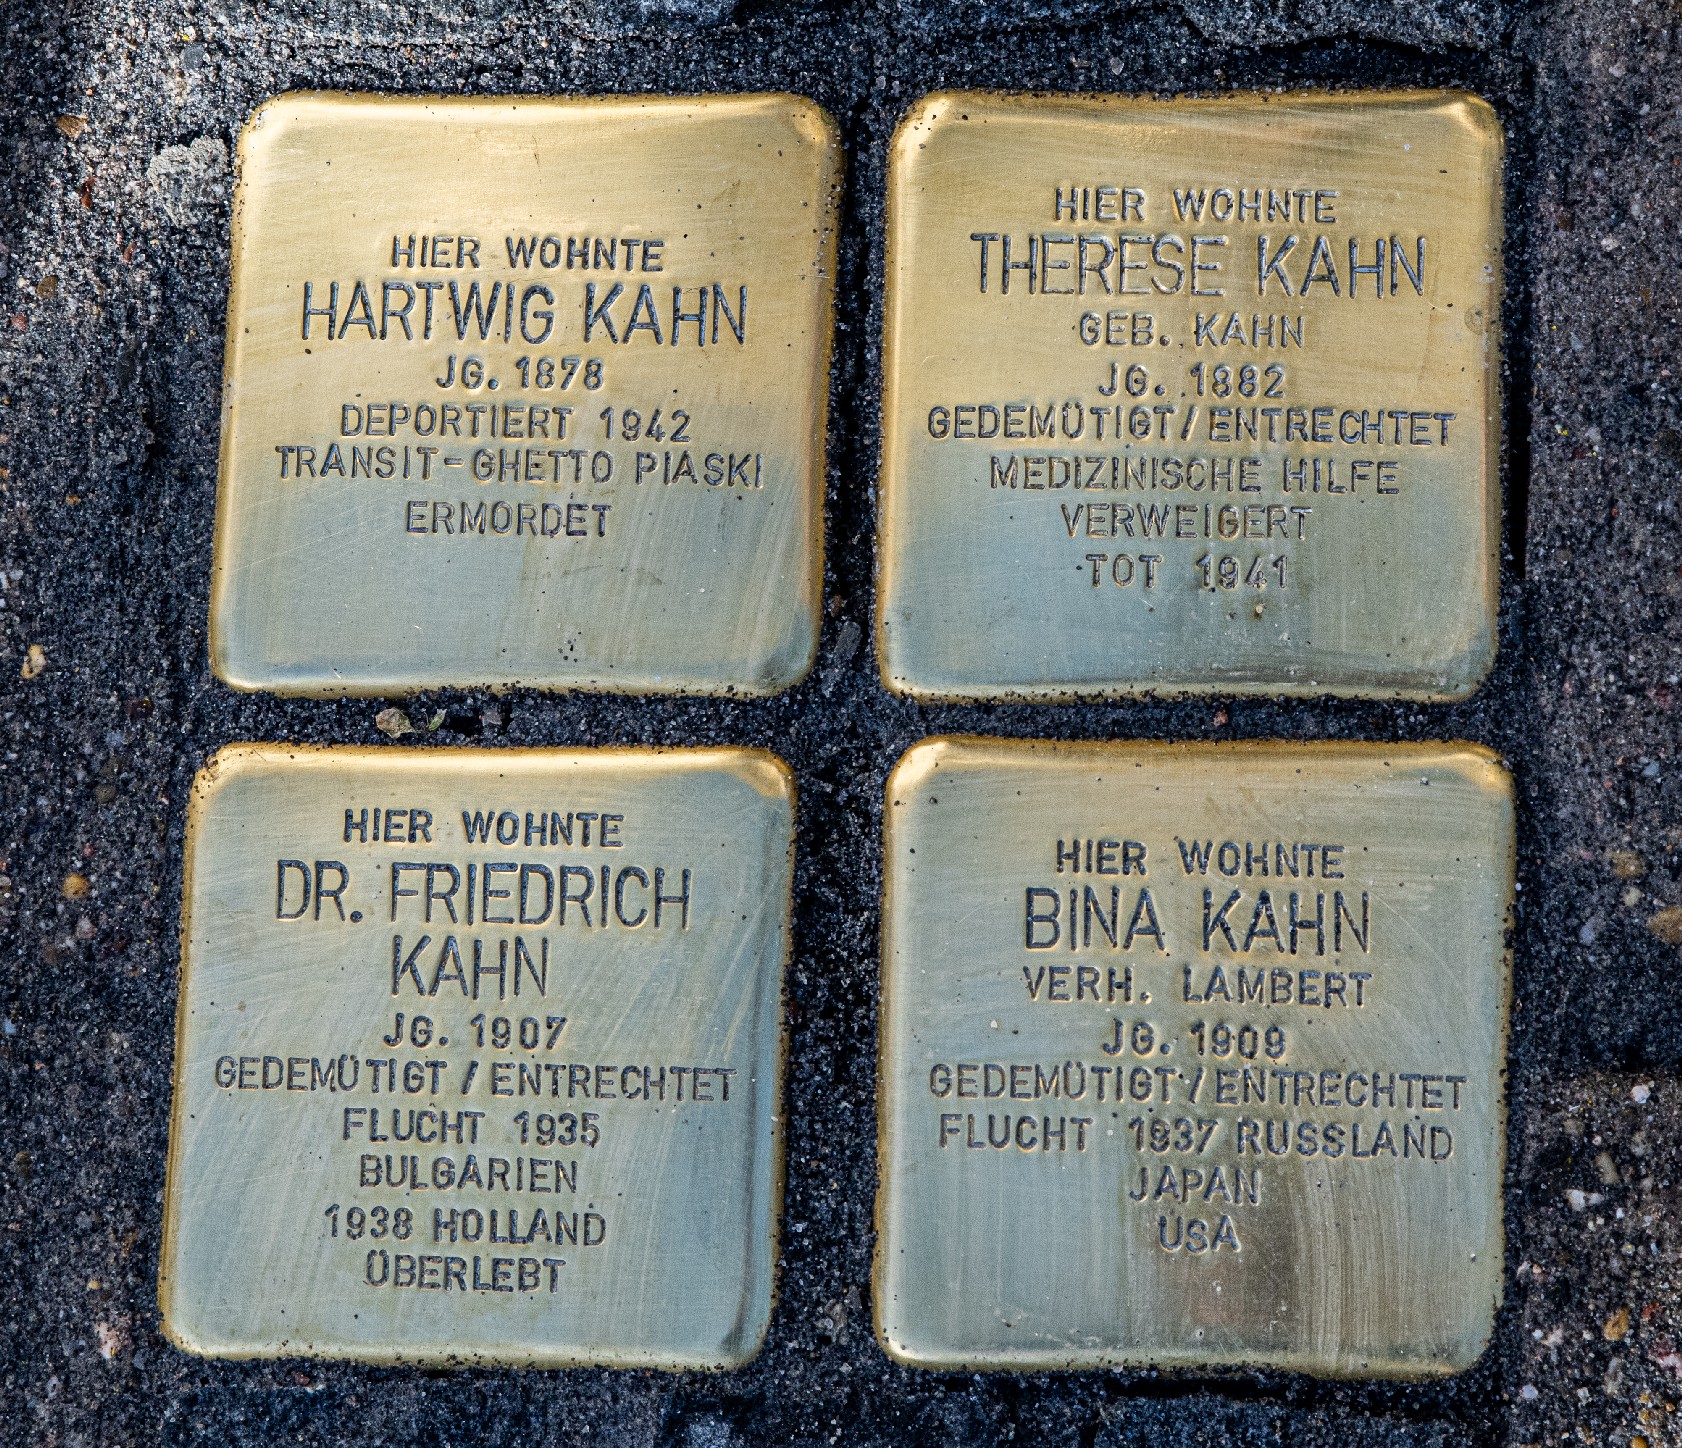 HIER WOHNTE
HARTWIG KAHN
JG. 1878
DEPORTIERT 1942
TRANSIT-GHETTO PIASKI
ERMORDET
HIER WOHNTE
THERESE KAHN
GEB. KAHN
JG. 1882
GEDEMÜTIGT/ENTRECHTET
MEDIZINISCHE HILFE
VERWEIGERT
TOT 1941
HIER WOHNTE
DR. FRIEDRICH
KAHN
JG. 1907
GEDEMÜTIGT / ENTRECHTET
FLUCHT 1935
BULGARIEN
1938 HOLLAND
ÜBERLEBT
HIER WOHNTE
BINA KAHN
VERH. LAMBERT
JG. 1909
GEDEMÜTIGT/ENTRECHTET
FLUCHT 1937 RUSSLAND
JAPAN
USA